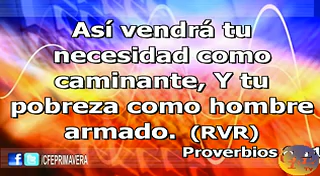 Así vendrá tu
necesidad como
caminante, Y tu
pobreza como hombre
armado. (RVR)
Proverbios
/CFEPRIMAVERA